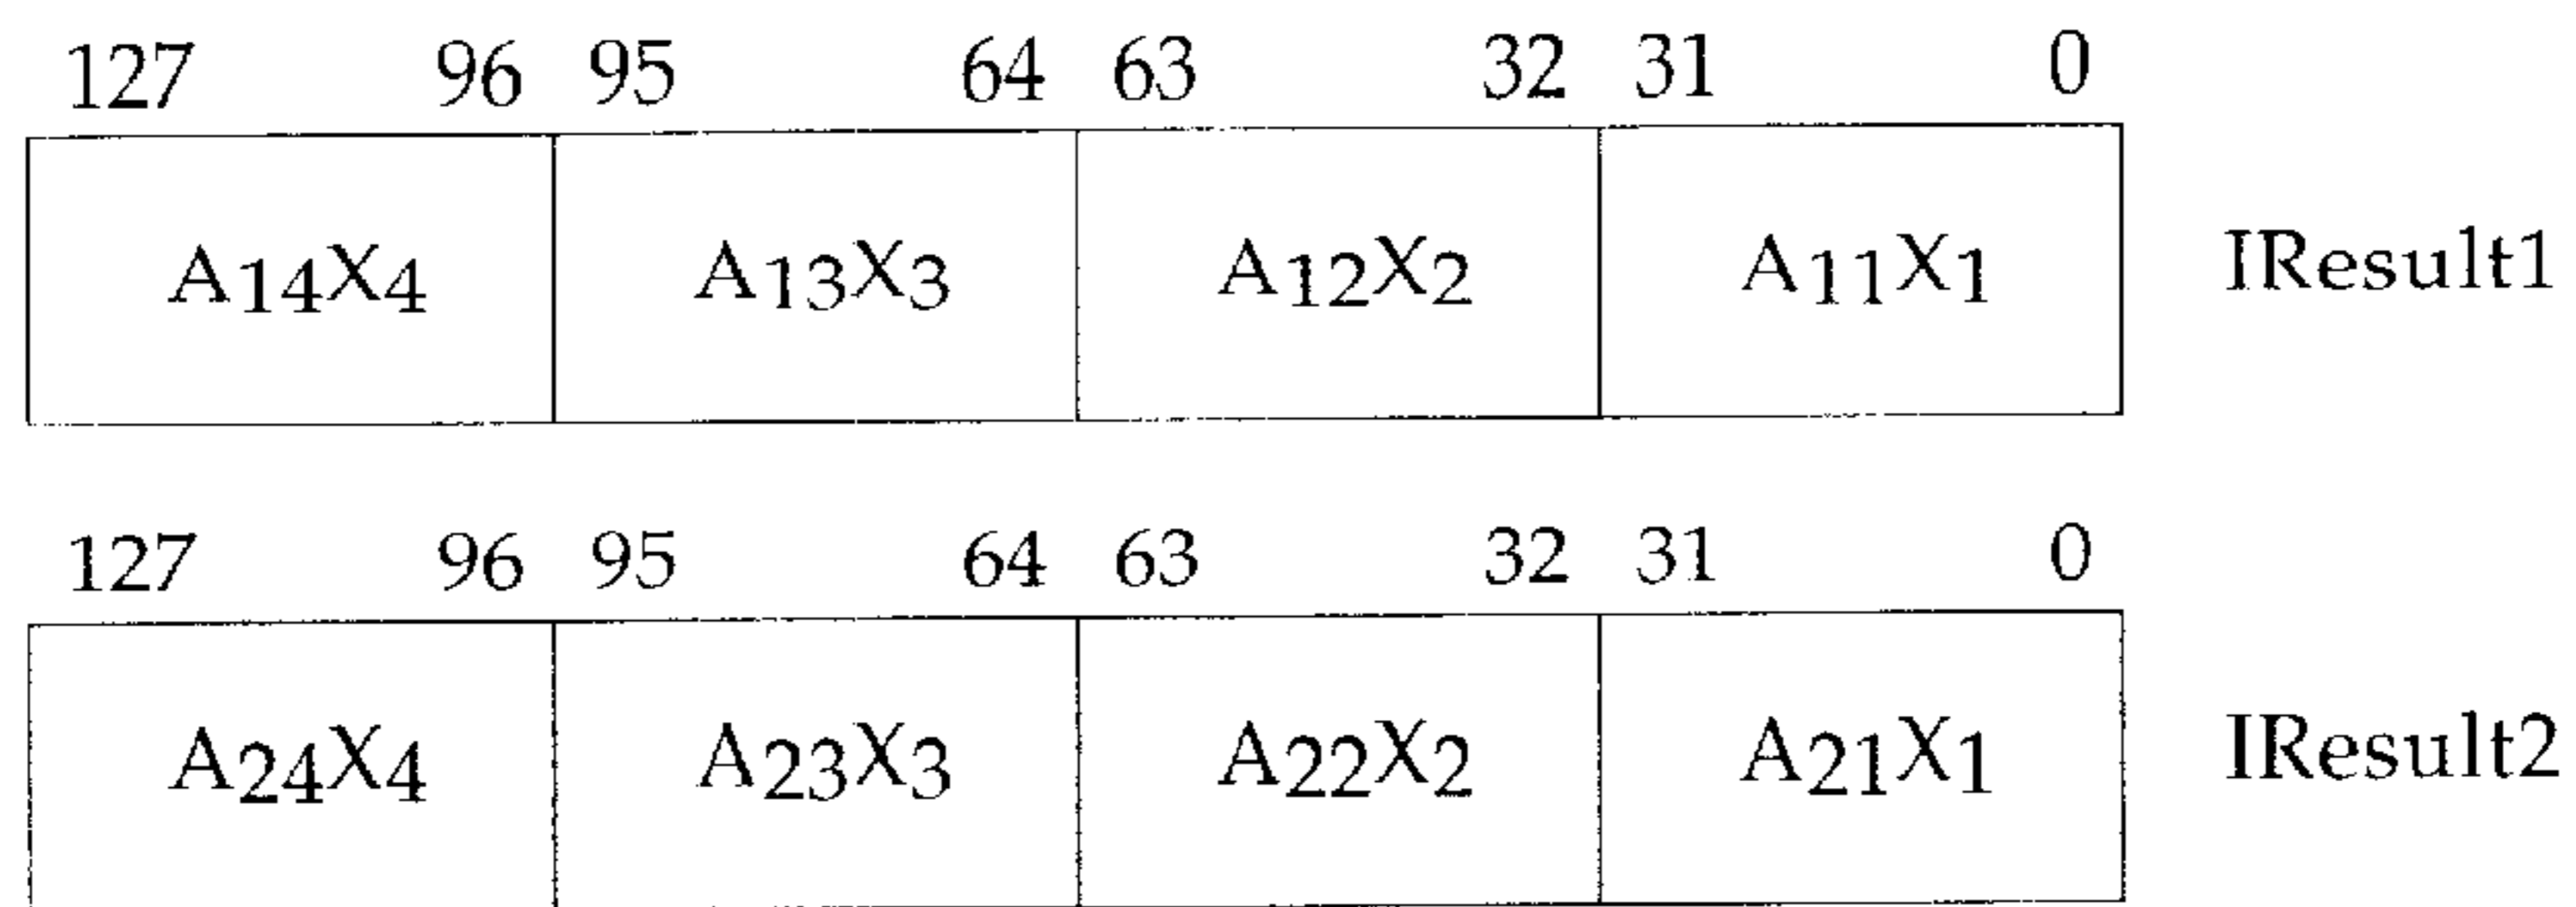 127 96 95 64 63 32 31 0
A14X4 A13X3 A12X2 A11X1 IResult1
127 96 95 64 63 32 31 0
A24X4 A23X3 A22X2 A21X1 IResult2